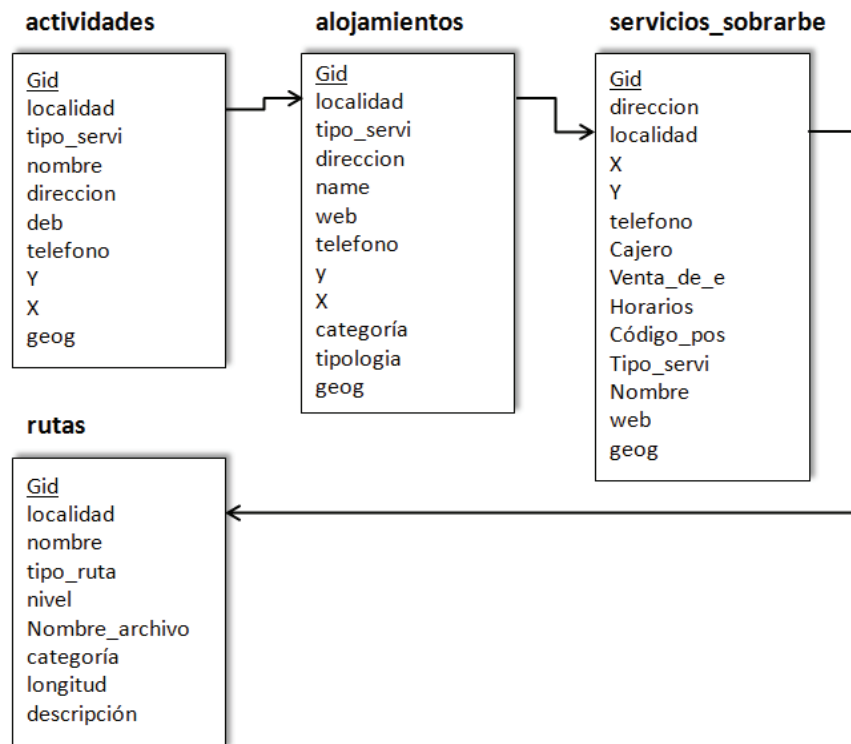 actividades
Gid
localidad
tipo_servi
nombre
direccion
deb
telefono
Y
X
geog
alojamientos
Gid
localidad
tipo_servi
direccion
name
web
telefono
y
X
categoría
tipologia
geog
servicios_sobrarbe
Gid
direccion
localidad
X
Y
telefono
Cajero
Venta_de_e
Horarios
Código_pos
Tipo_servi
Nombre
web
geog
rutas
Gid
localidad
nombre
tipo_ruta
nivel
Nombre_archivo
categoría
longitud
descripción